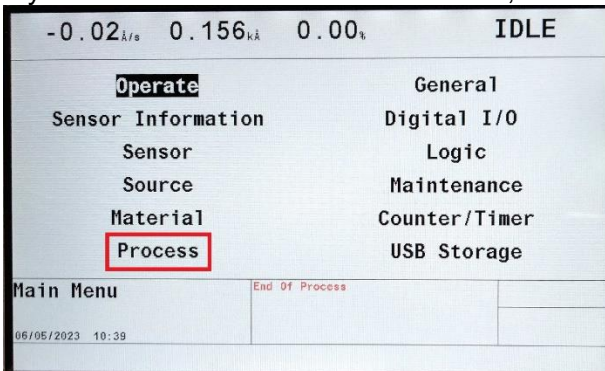 -0.02Å/s 0.156kÅ 0.00% IDLE
Operate General
Sensor Information Digital I/O
Sensor Logic
Source Maintenance
Material Counter/Timer
Process USB Storage
Main Menu End Of Process
06/05/2023 10:39